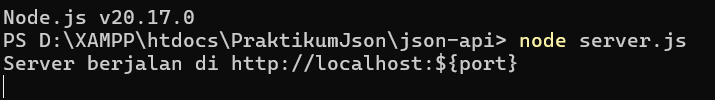 Node.js v20.17.0
PS D:\XAMPP\htdocs\PraktikumJson\json-api> node server.js
Server berjalan di http://localhost:${port}